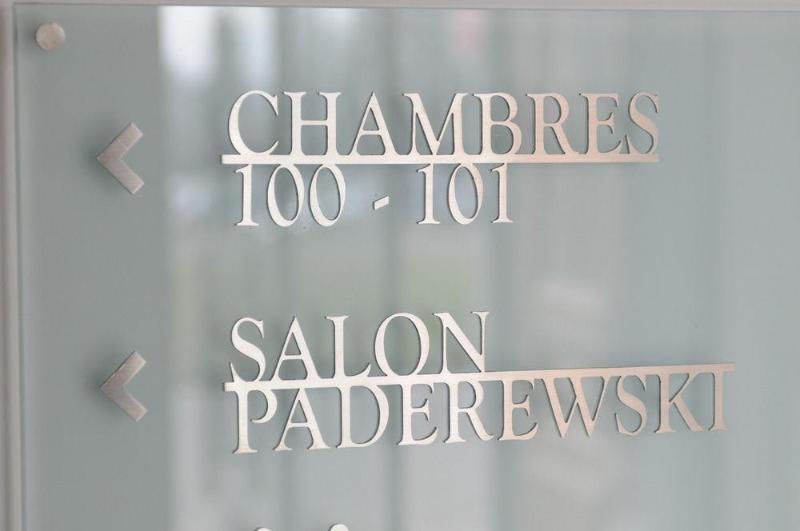 CHAMBRES
100 - 101
SALON
PADEREWSKI